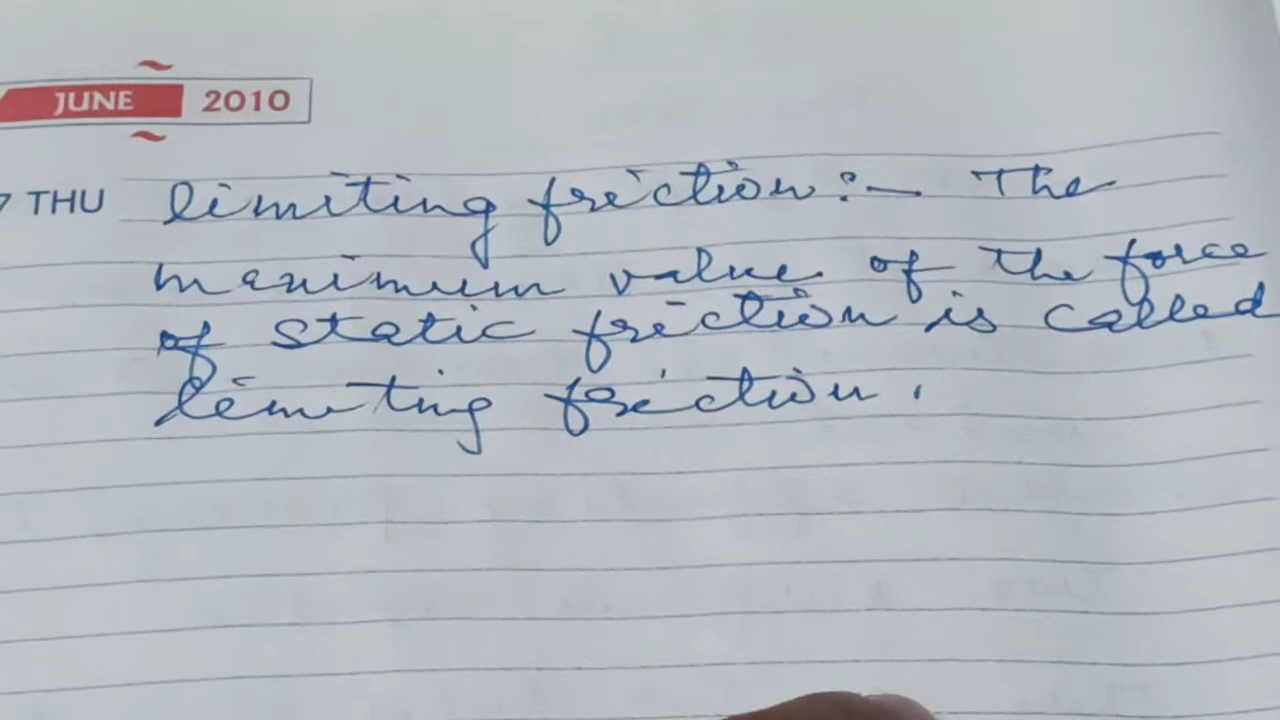 JUNE 2010
7 THU
limiting friction :- The
maximum value of the force
of static friction is called
limiting friction.